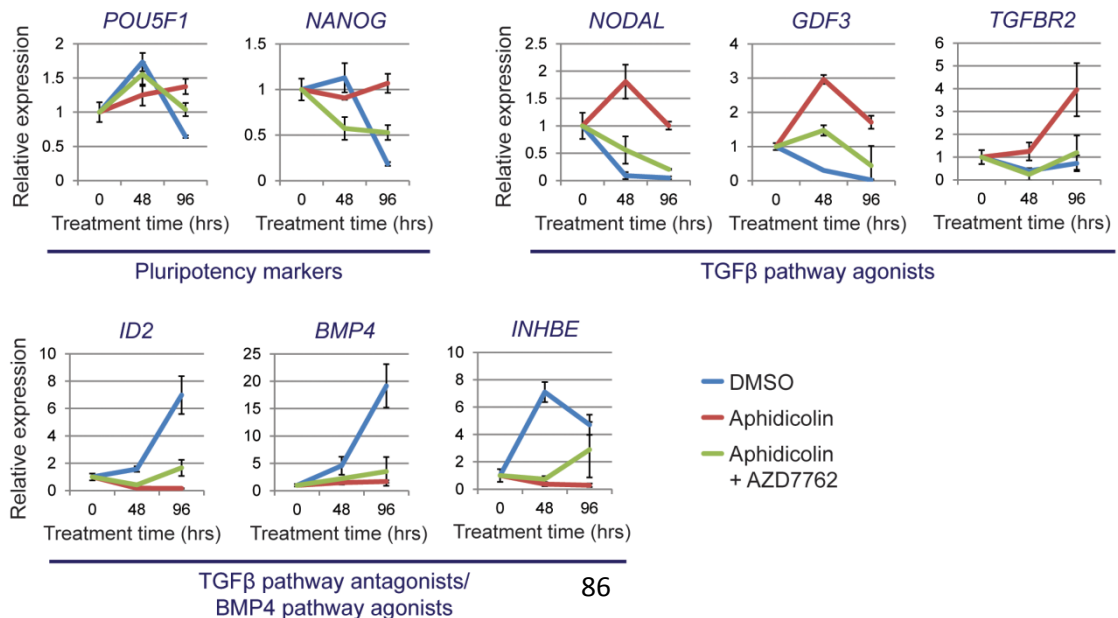 POU5F1 NANOG NODAL GDF3 TGFBR2
Relative expression
2
1.5
1
0.5
0
0 48 96
Treatment time (hrs)
1.5
1
0.5
0
0 48 96
Treatment time (hrs)
Pluripotency markers
Relative expression
2.5
2
1.5
1
0.5
0
0 48 96
Treatment time (hrs)
4
3
2
1
0
0 48 96
Treatment time (hrs)
6
5
4
3
2
1
0
0 48 96
Treatment time (hrs)
TGFβ pathway agonists
ID2 BMP4 INHBE
Relative expression
10
8
6
4
2
0
0 48 96
Treatment time (hrs)
25
20
15
10
5
0
0 48 96
Treatment time (hrs)
10
8
6
4
2
0
0 48 96
Treatment time (hrs)
DMSO
Aphidicolin
Aphidicolin
+ AZD7762
TGFβ pathway antagonists/
BMP4 pathway agonists
86